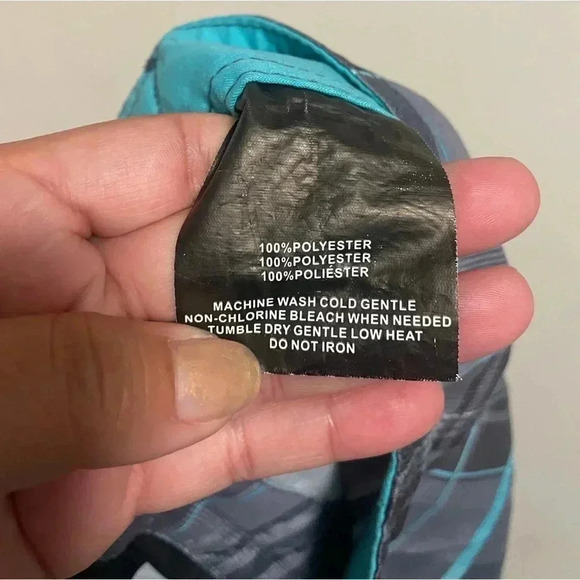 100%POLYESTER
100%POLYESTER
100%POLIÉSTER
MACHINE WASH COLD GENTLE
NON-CHLORINE BLEACH WHEN NEEDED
TUMBLE DRY GENTLE LOW HEAT
DO NOT IRON